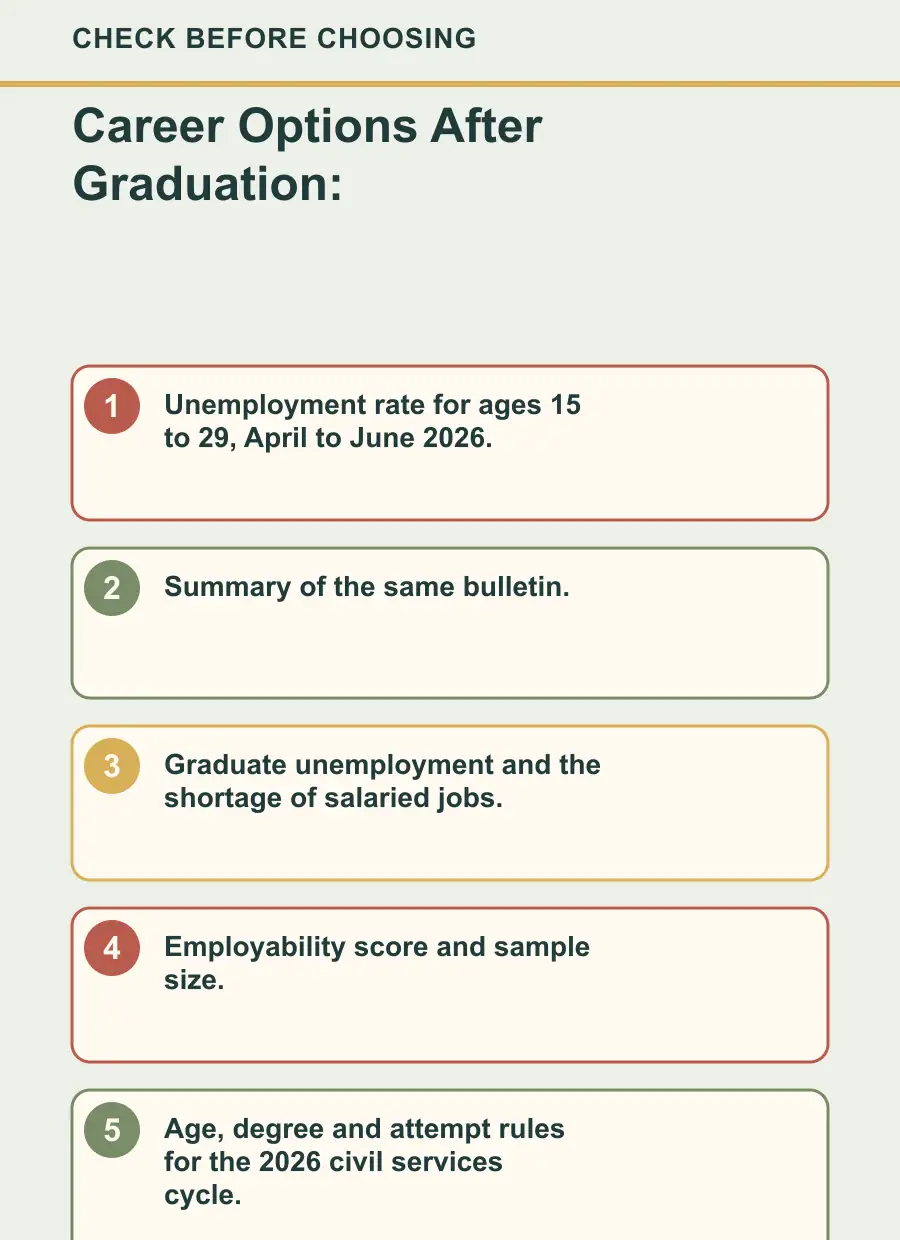 CHECK BEFORE CHOOSING
Career Options After
Graduation:
1
Unemployment rate for ages 15
to 29, April to June 2026.
2
Summary of the same bulletin.
3
Graduate unemployment and the
shortage of salaried jobs.
4
Employability score and sample
size.
5
Age, degree and attempt rules
for the 2026 civil services
cycle.